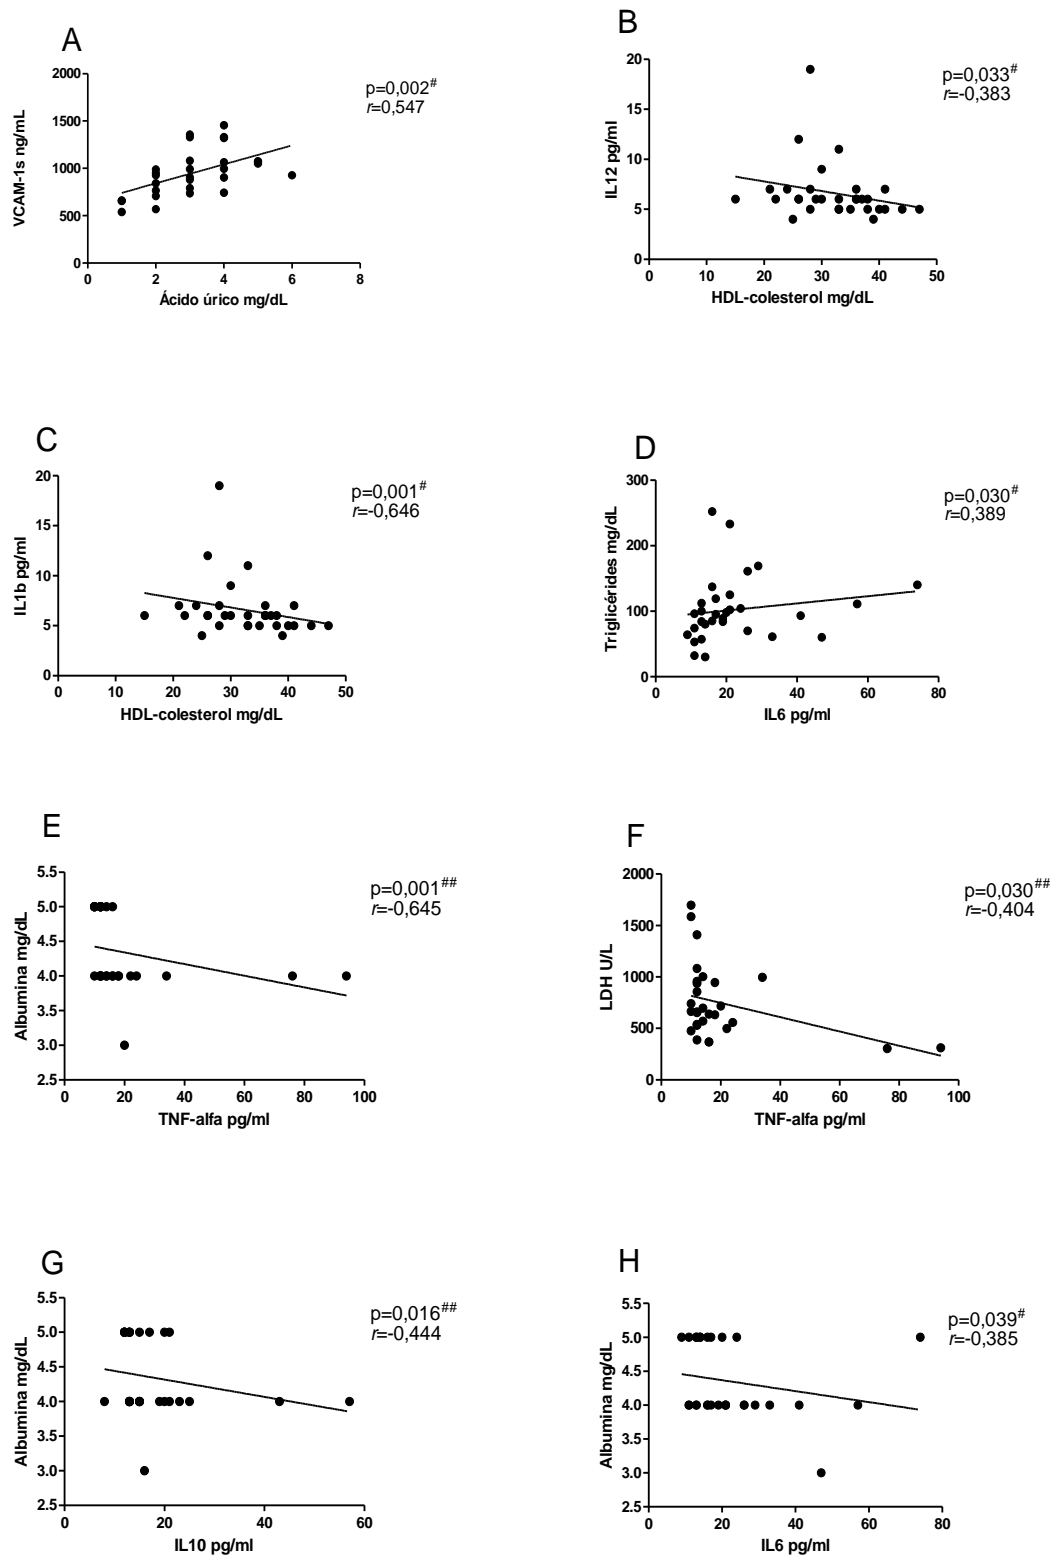 A
p=0,002#
r=0,547
VCAM-1s ng/mL
2000
1500
1000
500
0
0 2 4 6 8
Ácido úrico mg/dL
B
p=0,033#
r=-0,383
IL12 pg/ml
20
15
10
5
0
0 10 20 30 40 50
HDL-colesterol mg/dL
C
p=0,001#
r=-0,646
IL1b pg/ml
20
15
10
5
0
0 10 20 30 40 50
HDL-colesterol mg/dL
D
p=0,030#
r=0,389
Triglicérides mg/dL
300
200
100
0
0 20 40 60 80
IL6 pg/ml
E
p=0,001##
r=-0,645
Albumina mg/dL
5.5
5.0
4.5
4.0
3.5
3.0
2.5
0 20 40 60 80 100
TNF-alfa pg/ml
F
p=0,030##
r=-0,404
LDH U/L
2000
1500
1000
500
0
0 20 40 60 80 100
TNF-alfa pg/ml
G
p=0,016##
r=-0,444
Albumina mg/dL
5.5
5.0
4.5
4.0
3.5
3.0
2.5
0 20 40 60
IL10 pg/ml
H
p=0,039#
r=-0,385
Albumina mg/dL
5.5
5.0
4.5
4.0
3.5
3.0
2.5
0 20 40 60 80
IL6 pg/ml